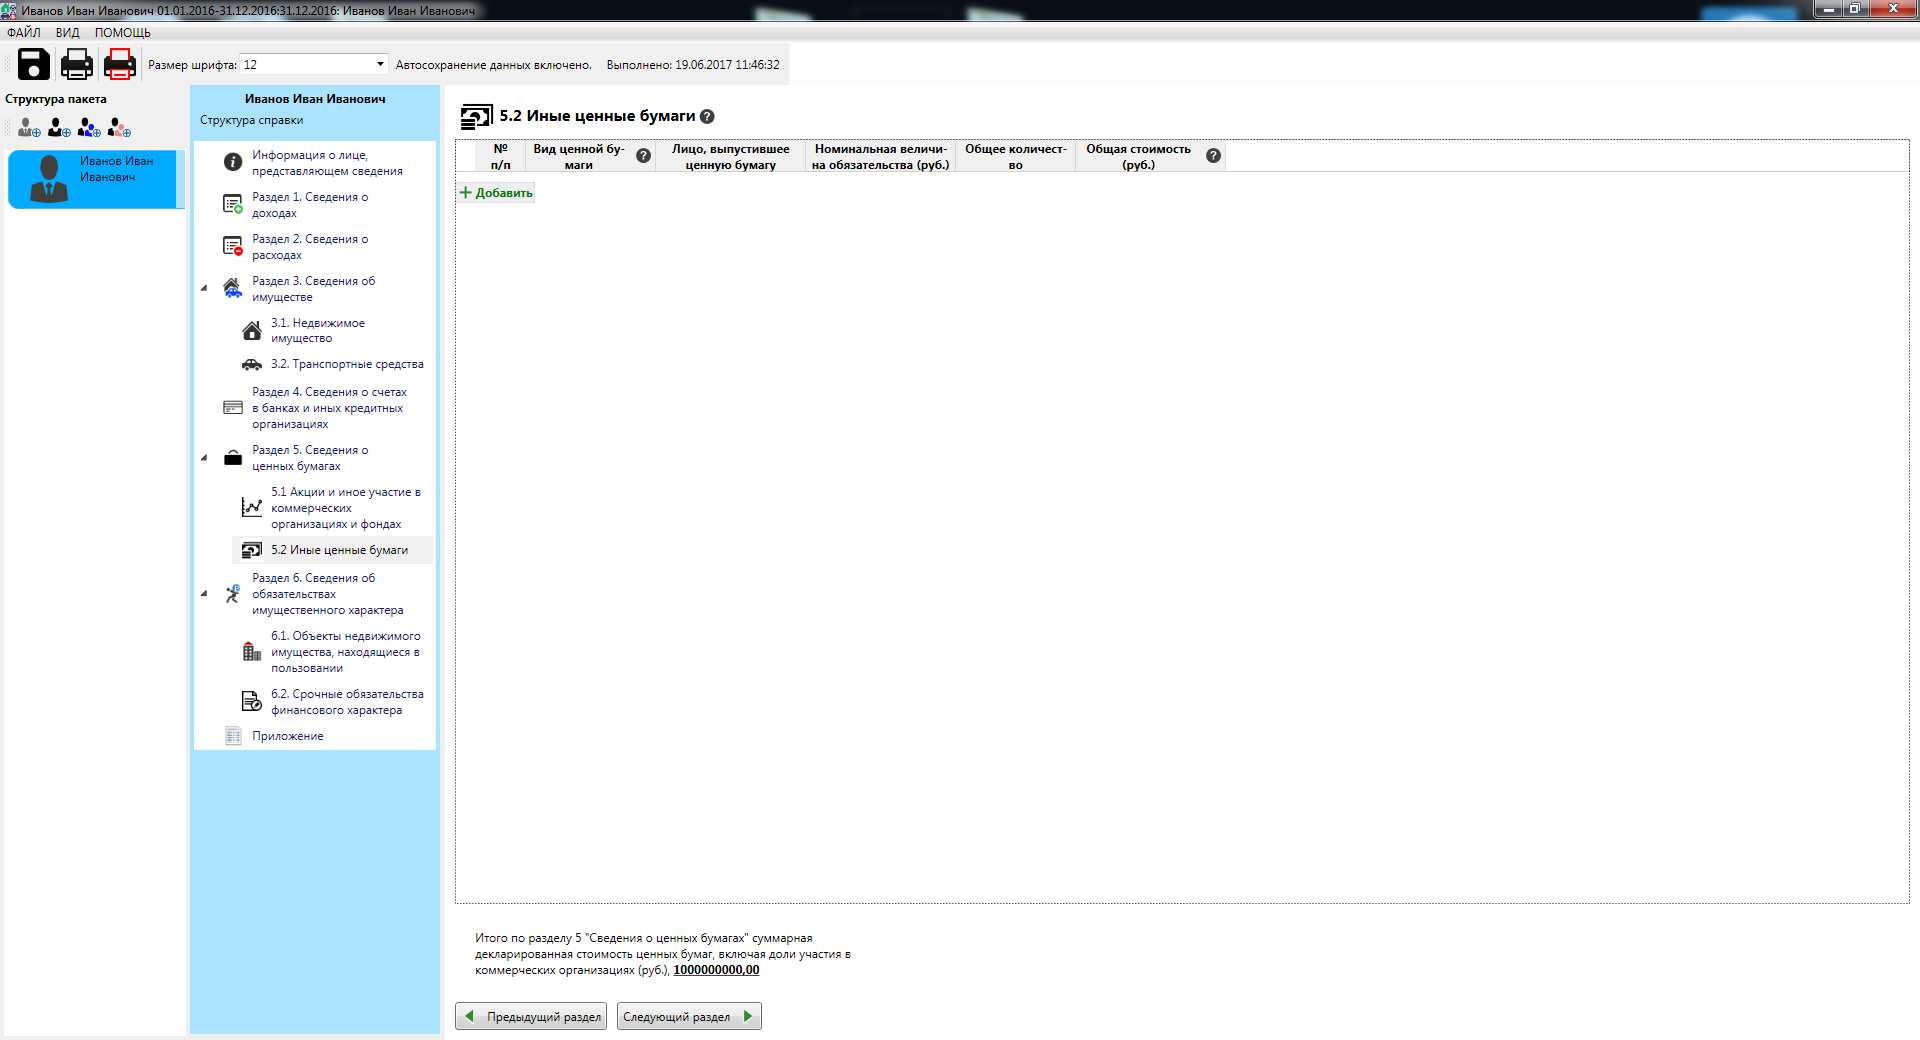 Иванов Иван Иванович 01.01.2016-31.12.2016:31.12.2016: Иванов Иван Иванович
ФАЙЛ ВИД ПОМОЩЬ
Размер шрифта: 12 Автосохранение данных включено. Выполнено: 19.06.2017 11:46:32
Структура пакета
Иванов Иван
Иванович
Иванов Иван Иванович
Структура справки
Информация о лице,
представляющем сведения
Раздел 1. Сведения о
доходах
Раздел 2. Сведения о
расходах
Раздел 3. Сведения об
имуществе
3.1. Недвижимое
имущество
3.2. Транспортные средства
Раздел 4. Сведения о счетах
в банках и иных кредитных
организациях
Раздел 5. Сведения о
ценных бумагах
5.1 Акции и иное участие в
коммерческих
организациях и фондах
5.2 Иные ценные бумаги
Раздел 6. Сведения об
обязательствах
имущественного характера
6.1. Объекты недвижимого
имущества, находящиеся в
пользовании
6.2. Срочные обязательства
финансового характера
Приложение
5.2 Иные ценные бумаги ?
№
п/п
Вид ценной бу-
маги
?
Лицо, выпустившее
ценную бумагу
Номинальная величи-
на обязательства (руб.)
Общее количест-
во
Общая стоимость
(руб.)
?
+ Добавить
Итого по разделу 5 "Сведения о ценных бумагах" суммарная
декларированная стоимость ценных бумаг, включая доли участия в
коммерческих организациях (руб.), 1000000000,00
Предыдущий раздел
Следующий раздел